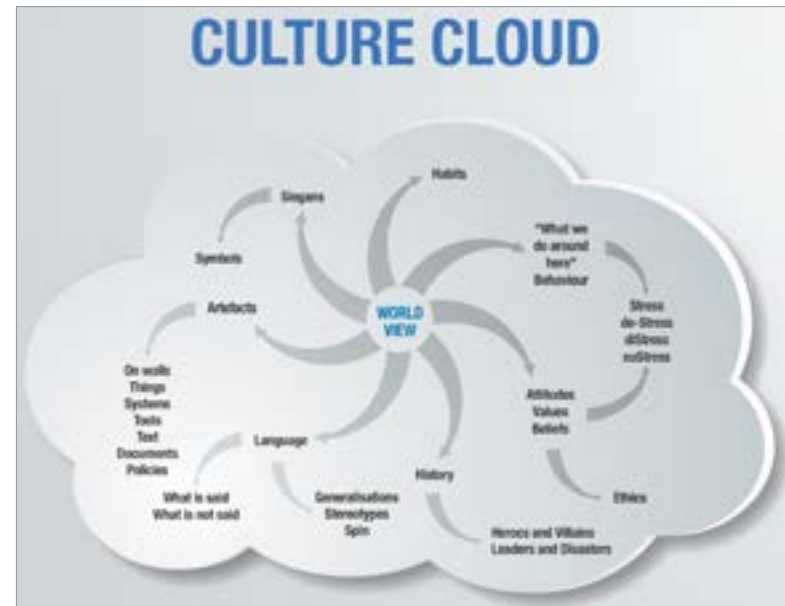 CULTURE CLOUD
Habits
Slogans
Symbols
"What we
do around
here"
Behaviour
Stress
de-Stress
diStress
euStress
WORLD
VIEW
Artefacts
On walls
Things
Systems
Tools
Text
Documents
Policies
Attitudes
Values
Beliefs
Ethics
Language
What is said
What is not said
Generalisations
Stereotypes
Spin
History
Heroes and Villains
Leaders and Disasters